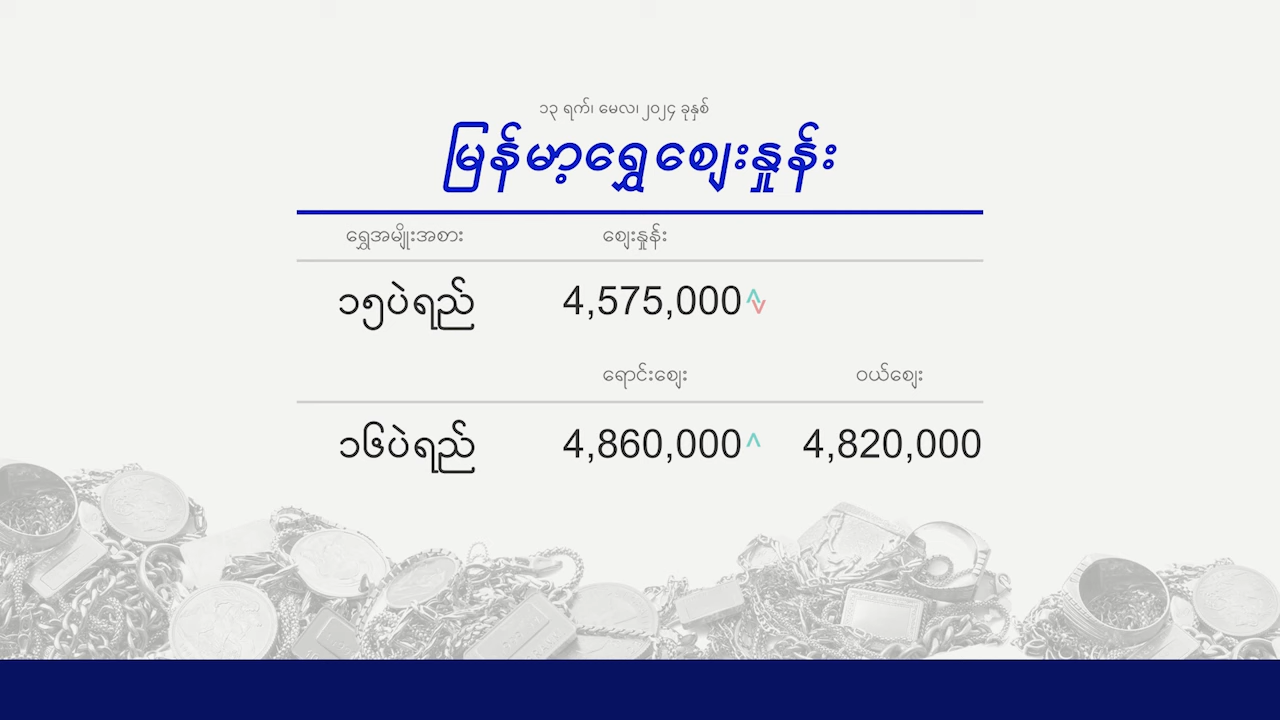 ၁၃ ရက်၊ မေလ၊ ၂၀၂၄ ခုနှစ်
မြန်မာ့ရွှေဈေးနှုန်း
ရွှေအမျိုးအစား ဈေးနှုန်း
၁၅ပဲရည် 4,575,000
ရောင်းဈေး ဝယ်ဈေး
၁၆ပဲရည် 4,860,000 4,820,000